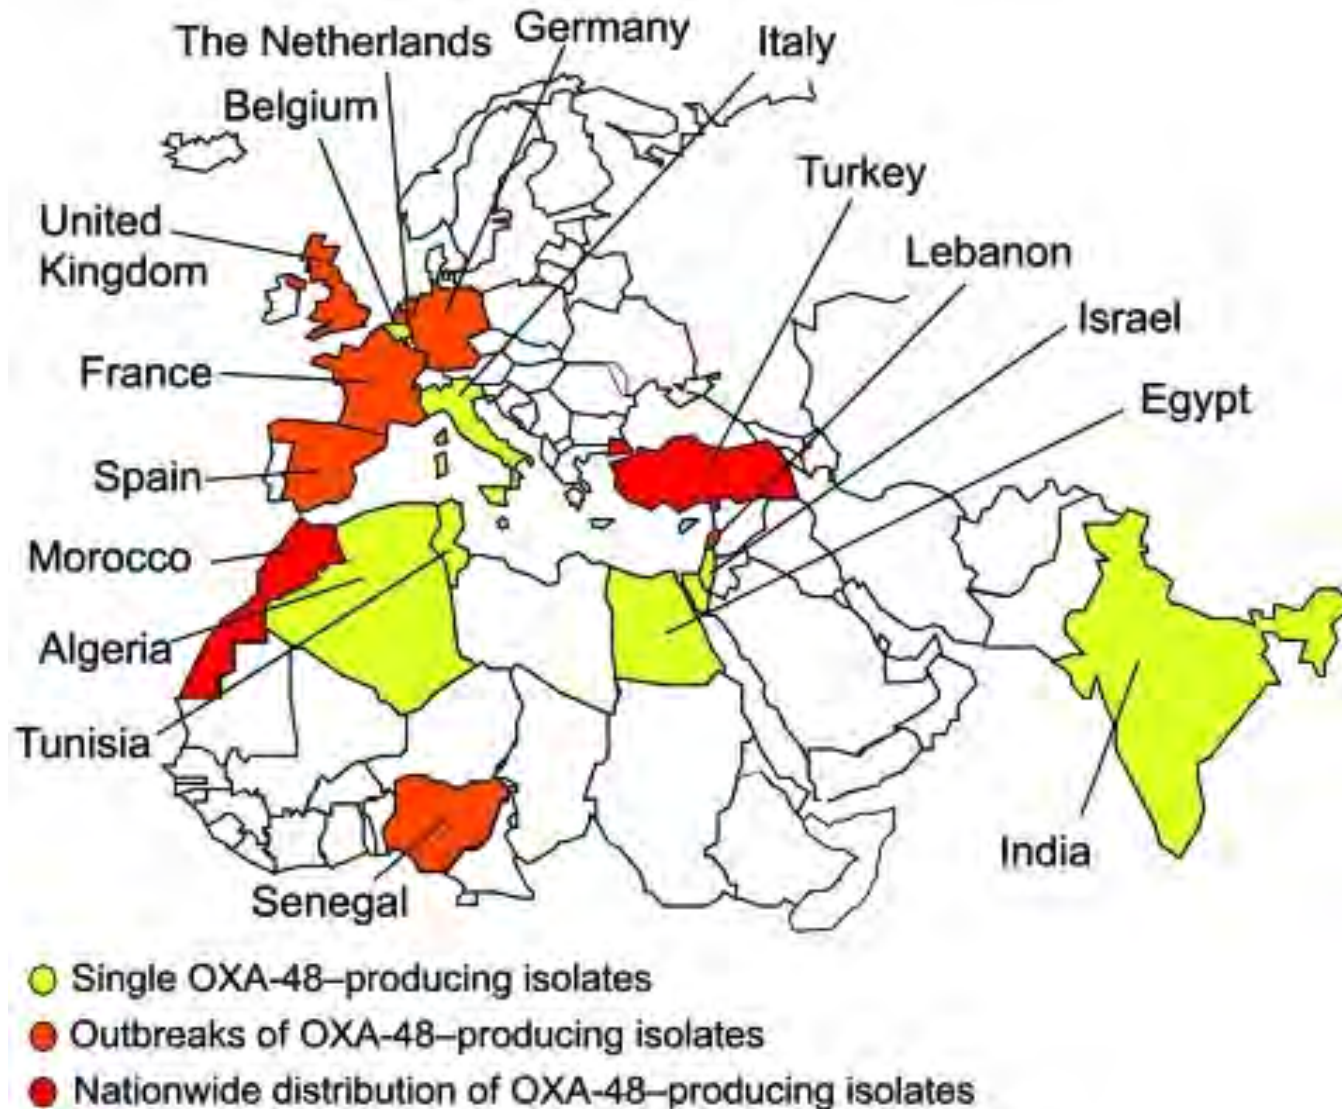 The Netherlands
Germany
Italy
Belgium
Turkey
United
Kingdom
Lebanon
Israel
France
Egypt
Spain
Morocco
Algeria
Tunisia
India
Senegal
Single OXA-48–producing isolates
Outbreaks of OXA-48–producing isolates
Nationwide distribution of OXA-48–producing isolates